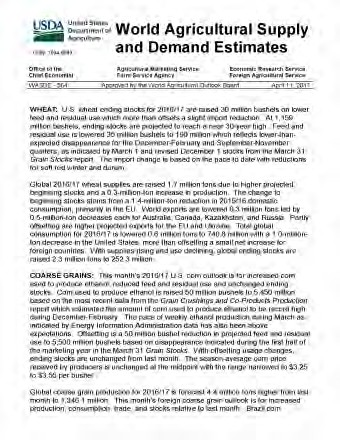 USDA United States
Department of
Agriculture
World Agricultural Supply
and Demand Estimates
Office of the
Chief Economist
Agricultural Marketing Service
Farm Service Agency
Economic Research Service
Foreign Agricultural Service
WASDE - 564 Approved by the World Agricultural Outlook Board April 11, 2017
WHEAT: U.S. wheat ending stocks for 2016/17 are raised 30 million bushels on lower
feed and residual use which more than offsets a slight import reduction. At 1,159
million bushels, ending stocks are projected to reach a near 30-year high. Feed and
residual use is lowered 35 million bushels to 190 million which reflects lower-than-
expected disappearance for the December-February and September-November
quarters, as indicated by March 1 and revised December 1 stocks from the March 31
Grain Stocks report. The import change is based on the pace to date with reductions
for soft red winter and durum.
Global 2016/17 wheat supplies are raised 1.7 million tons due to higher projected
beginning stocks and a 0.3-million-ton increase in production. The change to
beginning stocks stems from a 1.4-million-ton reduction in 2015/16 domestic
consumption, primarily in the EU. World exports are lowered 0.3 million tons led by
0.5-million-ton decreases each for Australia, Canada, Kazakhstan, and Russia. Partly
offsetting are higher projected exports for the EU and Ukraine. Total global
consumption for 2016/17 is lowered 0.6 million tons to 740.8 million with a 1.0-million-
ton decrease in the United States, more than offsetting a small net increase for
foreign countries. With supplies rising and use declining, global ending stocks are
raised 2.3 million tons to 252.3 million.
COARSE GRAINS: This month's 2016/17 U.S. corn outlook is for increased corn
used to produce ethanol, reduced feed and residual use and unchanged ending
stocks. Corn used to produce ethanol is raised 50 million bushels to 5,450 million
based on the most recent data from the Grain Crushings and Co-Products Production
report which estimated the amount of corn used to produce ethanol to be record high
during December-February. The pace of weekly ethanol production during March as
indicated by Energy Information Administration data has also been above
expectations. Offsetting is a 50 million bushel reduction in projected feed and residual
use to 5,500 million bushels based on disappearance indicated during the first half of
the marketing year in the March 31 Grain Stocks. With offsetting usage changes,
ending stocks are unchanged from last month. The season-average corn price
received by producers is unchanged at the midpoint with the range narrowed to $3.25
to $3.55 per bushel.
Global coarse grain production for 2016/17 is forecast 4.4 million tons higher from last
month to 1,346.1 million. This month's foreign coarse grain outlook is for increased
production, consumption, trade, and stocks relative to last month. Brazil corn